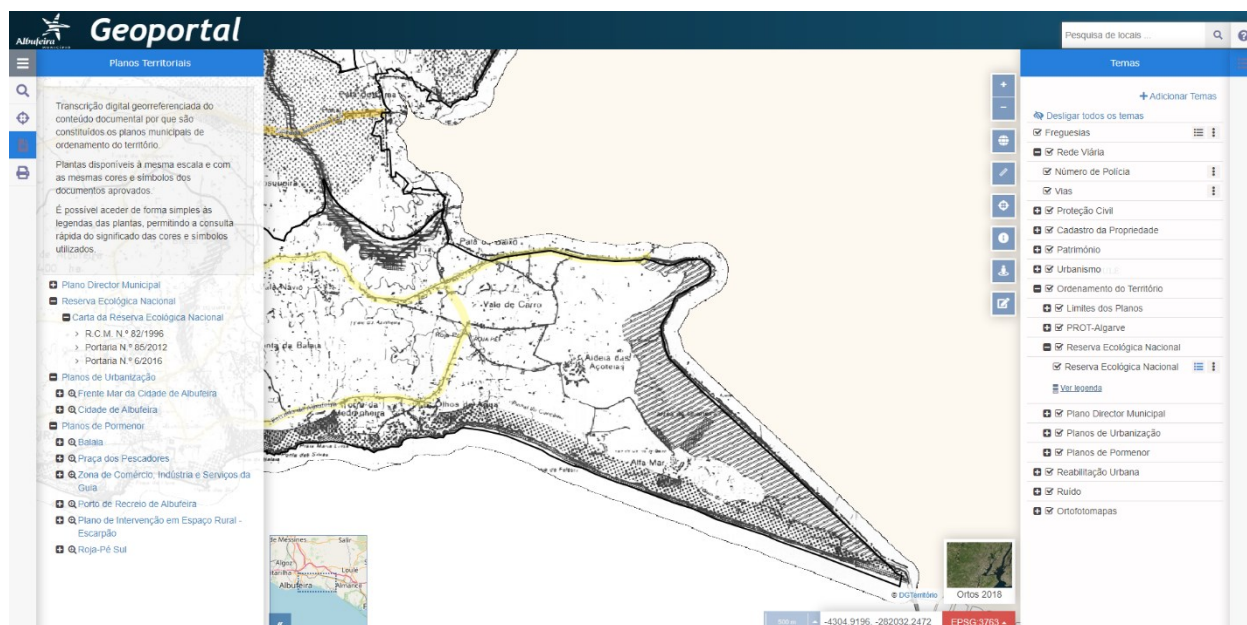 Albufeira
Geoportal
Pesquisa de locais ...
Planos Territoriais
Transcrição digital georreferenciada do
conteúdo documental por que são
constituídos os planos municipais de
ordenamento do território.
Plantas disponíveis à mesma escala e com
as mesmas cores e símbolos dos
documentos aprovados.
É possível aceder de forma simples às
legendas das plantas, permitindo a consulta
rápida do significado das cores e símbolos
utilizados.
Plano Director Municipal
Reserva Ecológica Nacional
Carta da Reserva Ecológica Nacional
R.C.M. N.º 82/1996
Portaria N.º 85/2012
Portaria N.º 6/2016
Planos de Urbanização
Frente Mar da Cidade de Albufeira
Cidade de Albufeira
Planos de Pormenor
Balaia
Praça dos Pescadores
Zona de Comércio, Indústria e Serviços da
Guia
Porto de Recreio de Albufeira
Plano de Intervenção em Espaço Rural -
Escarpão
Roja-Pé Sul
Vale de Carro
Aldeia das
Açoteias
Olhos de
Alfa Mar
Salir
Algoz
Loule
Albufeira
© DGTerritório
Ortos 2018
500 m
-4304.9196, -282032.2472
EPSG:3763
Temas
Adicionar Temas
Desligar todos os temas
Freguesias
Rede Viária
Número de Polícia
Vias
Proteção Civil
Cadastro da Propriedade
Património
Urbanismo
Ordenamento do Território
Limites dos Planos
PROT-Algarve
Reserva Ecológica Nacional
Reserva Ecológica Nacional
Ver legenda
Plano Director Municipal
Planos de Urbanização
Planos de Pormenor
Reabilitação Urbana
Ruído
Ortofotomapas